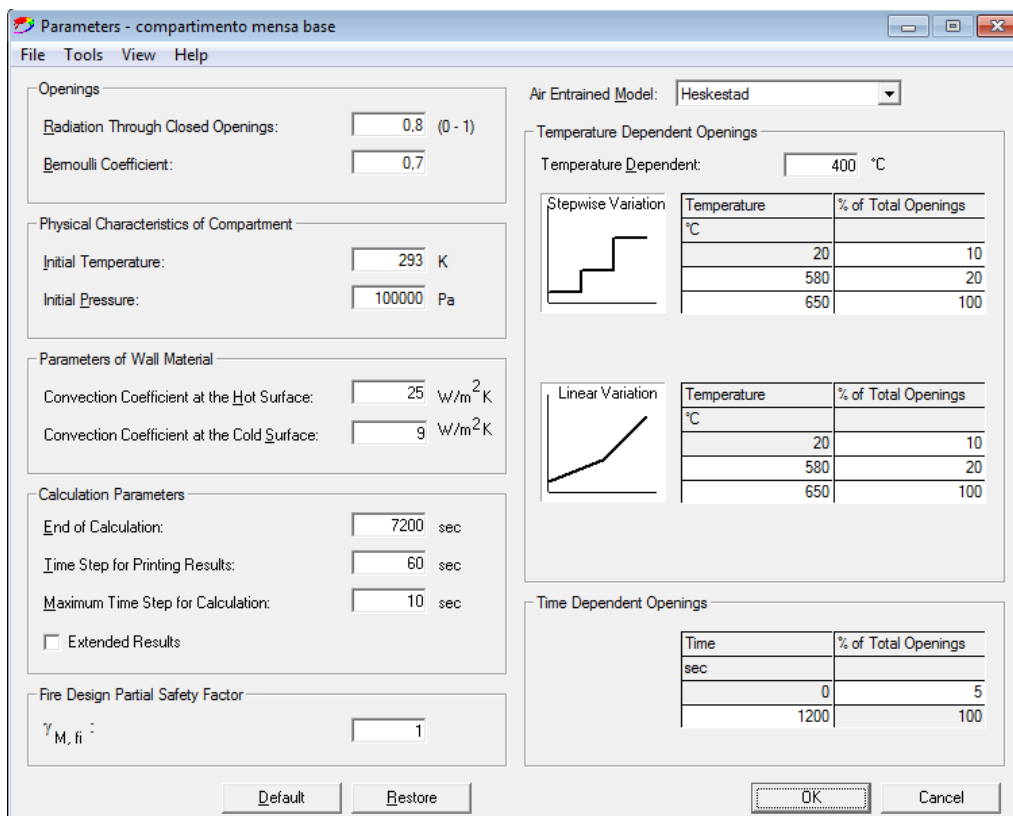 Parameters - compartimento mensa base
File Tools View Help
Openings
Radiation Through Closed Openings: 0,8 (0 - 1)
Bernoulli Coefficient: 0,7
Physical Characteristics of Compartment
Initial Temperature: 293 K
Initial Pressure: 100000 Pa
Parameters of Wall Material
Convection Coefficient at the Hot Surface: 25 W/m²K
Convection Coefficient at the Cold Surface: 9 W/m²K
Calculation Parameters
End of Calculation: 7200 sec
Time Step for Printing Results: 60 sec
Maximum Time Step for Calculation: 10 sec
Extended Results
Fire Design Partial Safety Factor
γ M, fi : 1
Default Restore
Air Entrained Model: Heskestad
Temperature Dependent Openings
Temperature Dependent: 400 °C
Stepwise Variation
Temperature % of Total Openings
°C
20 10
580 20
650 100
Linear Variation
Temperature % of Total Openings
°C
20 10
580 20
650 100
Time Dependent Openings
Time % of Total Openings
sec
0 5
1200 100
OK Cancel